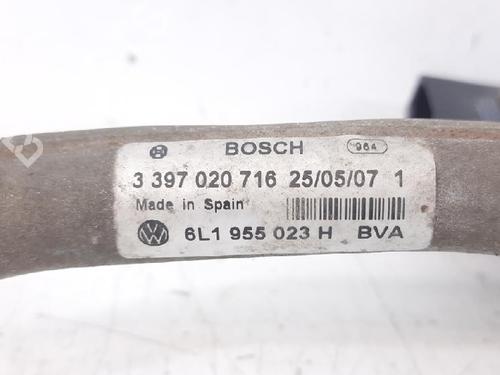 BOSCH 964
3 397 020 716 25/05/07 1
Made in Spain
6L1 955 023 H BVA